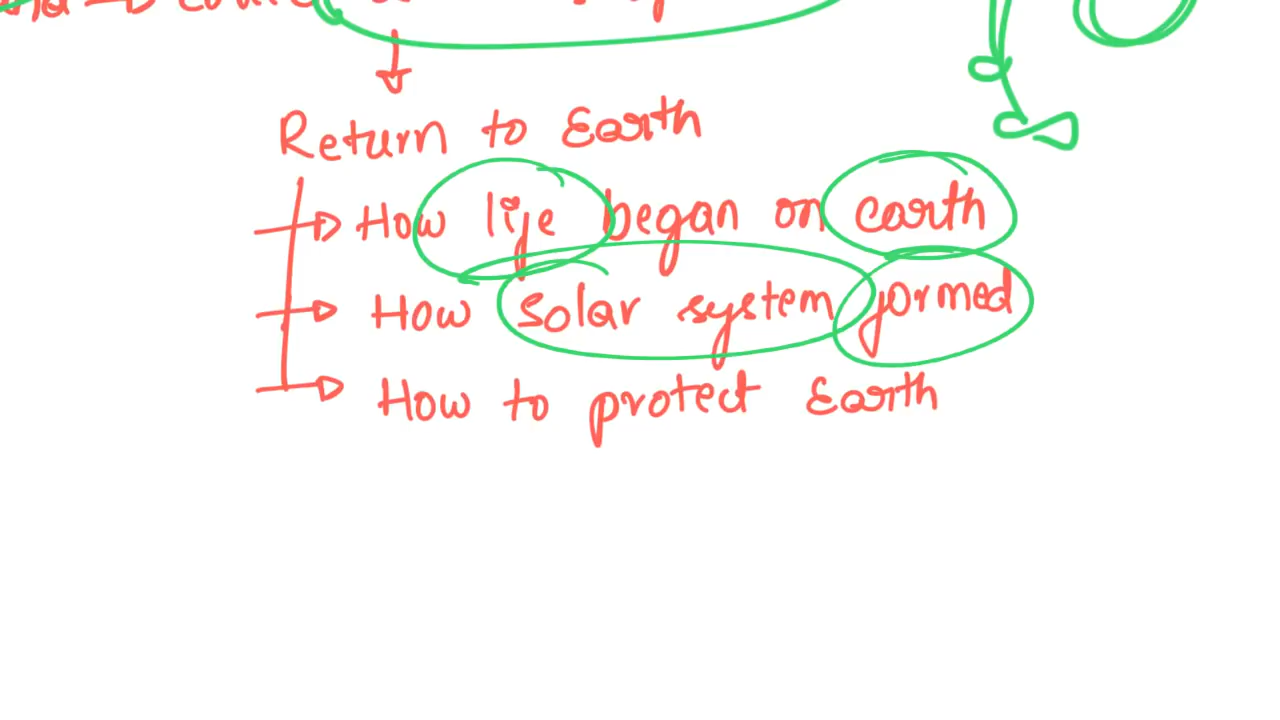 Return to Earth
How life began on earth
How solar system formed
How to protect Earth